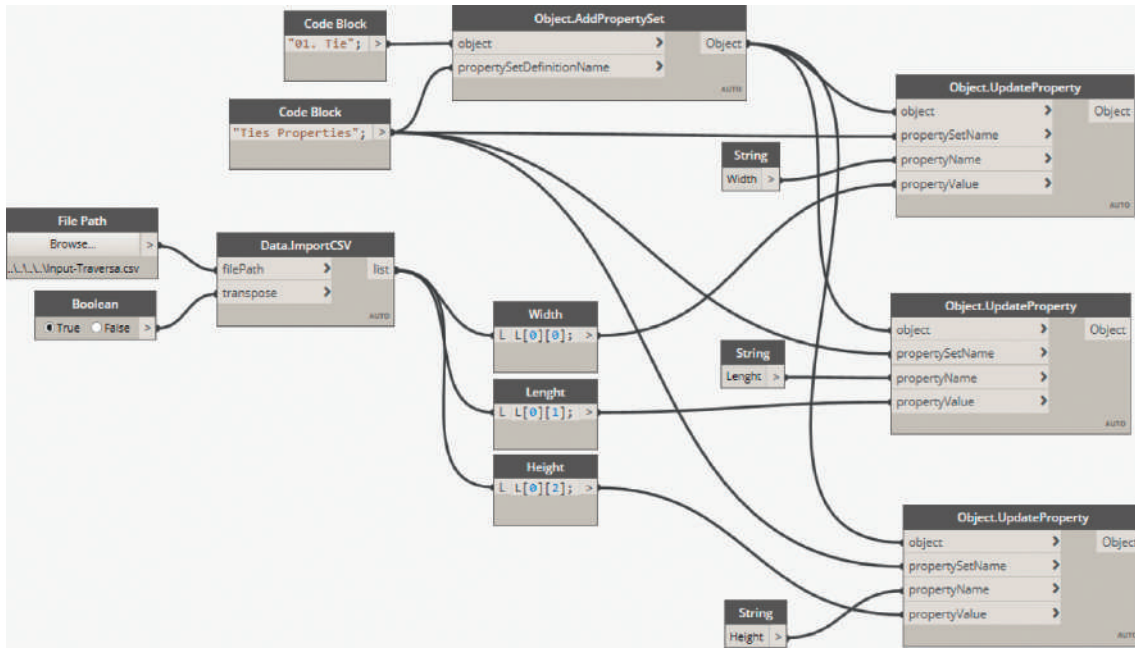 Code Block
"01. Tie"; >
Object.AddPropertySet
object > Object
propertySetDefinitionName >
AUTO
Code Block
"Ties Properties"; >
Object.UpdateProperty
object > Object
propertySetName >
propertyName >
propertyValue >
AUTO
String
Width >
File Path
Browse... >
..\..\..\..\Input-Traversa.csv
Boolean
True False >
Data.ImportCSV
filePath > list
transpose >
AUTO
Width
L L[0][0]; >
Lenght
L L[0][1]; >
Height
L L[0][2]; >
Object.UpdateProperty
object > Object
propertySetName >
propertyName >
propertyValue >
AUTO
String
Lenght >
Object.UpdateProperty
object > Object
propertySetName >
propertyName >
propertyValue >
AUTO
String
Height >